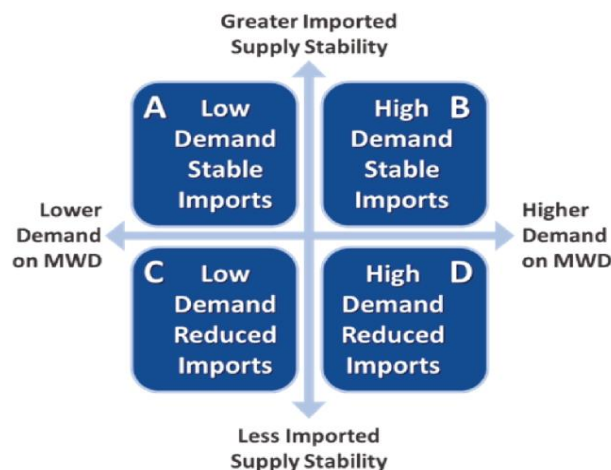 Greater Imported
Supply Stability
A Low
Demand
Stable
Imports
High B
Demand
Stable
Imports
Lower
Demand
on MWD
Higher
Demand
on MWD
C Low
Demand
Reduced
Imports
High D
Demand
Reduced
Imports
Less Imported
Supply Stability